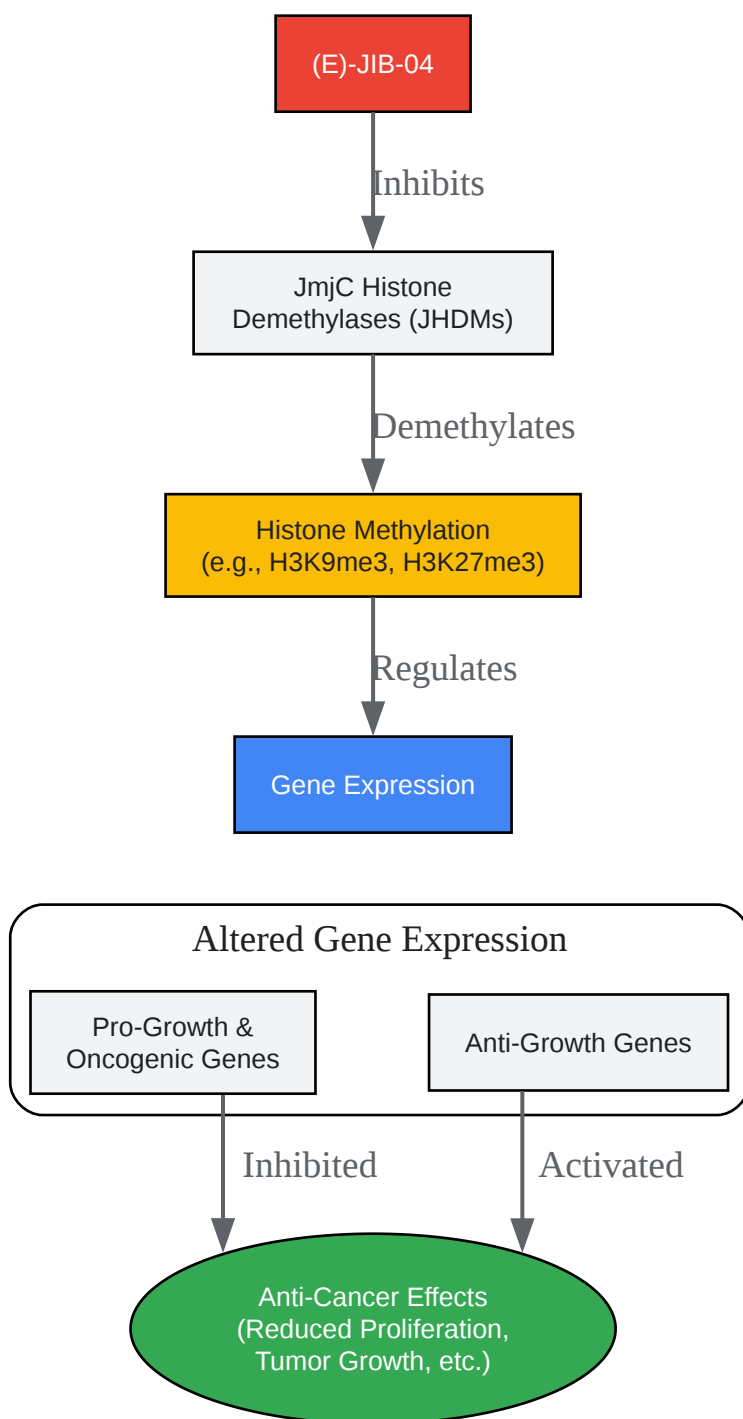 (E)-JIB-04
Inhibits
JmjC Histone
Demethylases (JHDMs)
Demethylates
Histone Methylation
(e.g., H3K9me3, H3K27me3)
Regulates
Gene Expression
Altered Gene Expression
Pro-Growth &
Oncogenic Genes
Anti-Growth Genes
Inhibited
Activated
Anti-Cancer Effects
(Reduced Proliferation,
Tumor Growth, etc.)